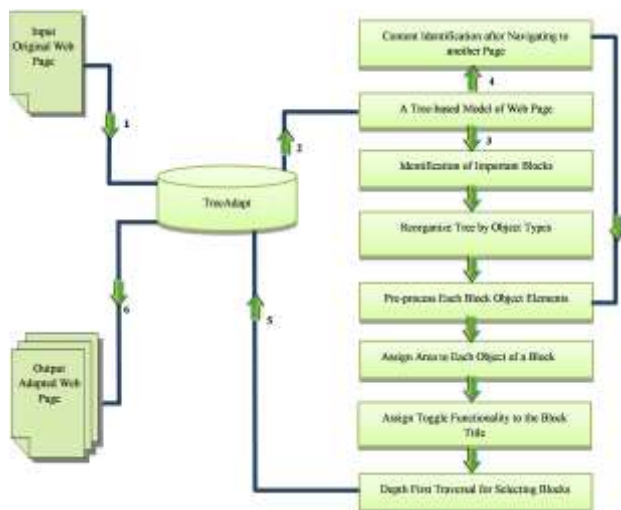 Input
Original Web
Page
1
2
TreeAdapt
6
5
Output
Adapted Web
Page
Content Identification after Navigating to
another Page
4
A Tree-based Model of Web Page
3
Identification of Important Blocks
Reorganize Tree by Object Types
Pre-process Each Block Object Elements
Assign Area to Each Object of a Block
Assign Toggle Functionality to the Block
Title
Depth First Traversal for Selecting Blocks